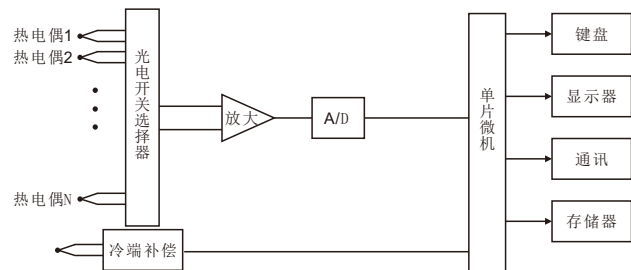 热电偶1
热电偶2
热电偶N
光电开关选择器
放大
A/D
冷端补偿
单片微机
键盘
显示器
通讯
存储器